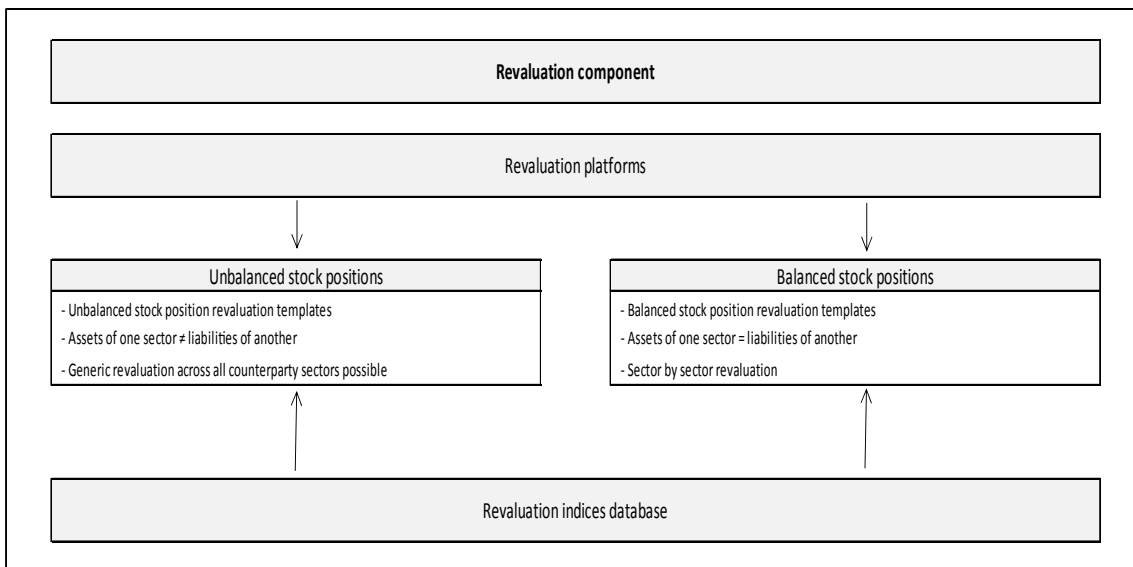 Revaluation component
Revaluation platforms
Unbalanced stock positions
- Unbalanced stock position revaluation templates
- Assets of one sector ≠ liabilities of another
- Generic revaluation across all counterparty sectors possible
Balanced stock positions
- Balanced stock position revaluation templates
- Assets of one sector = liabilities of another
- Sector by sector revaluation
Revaluation indices database